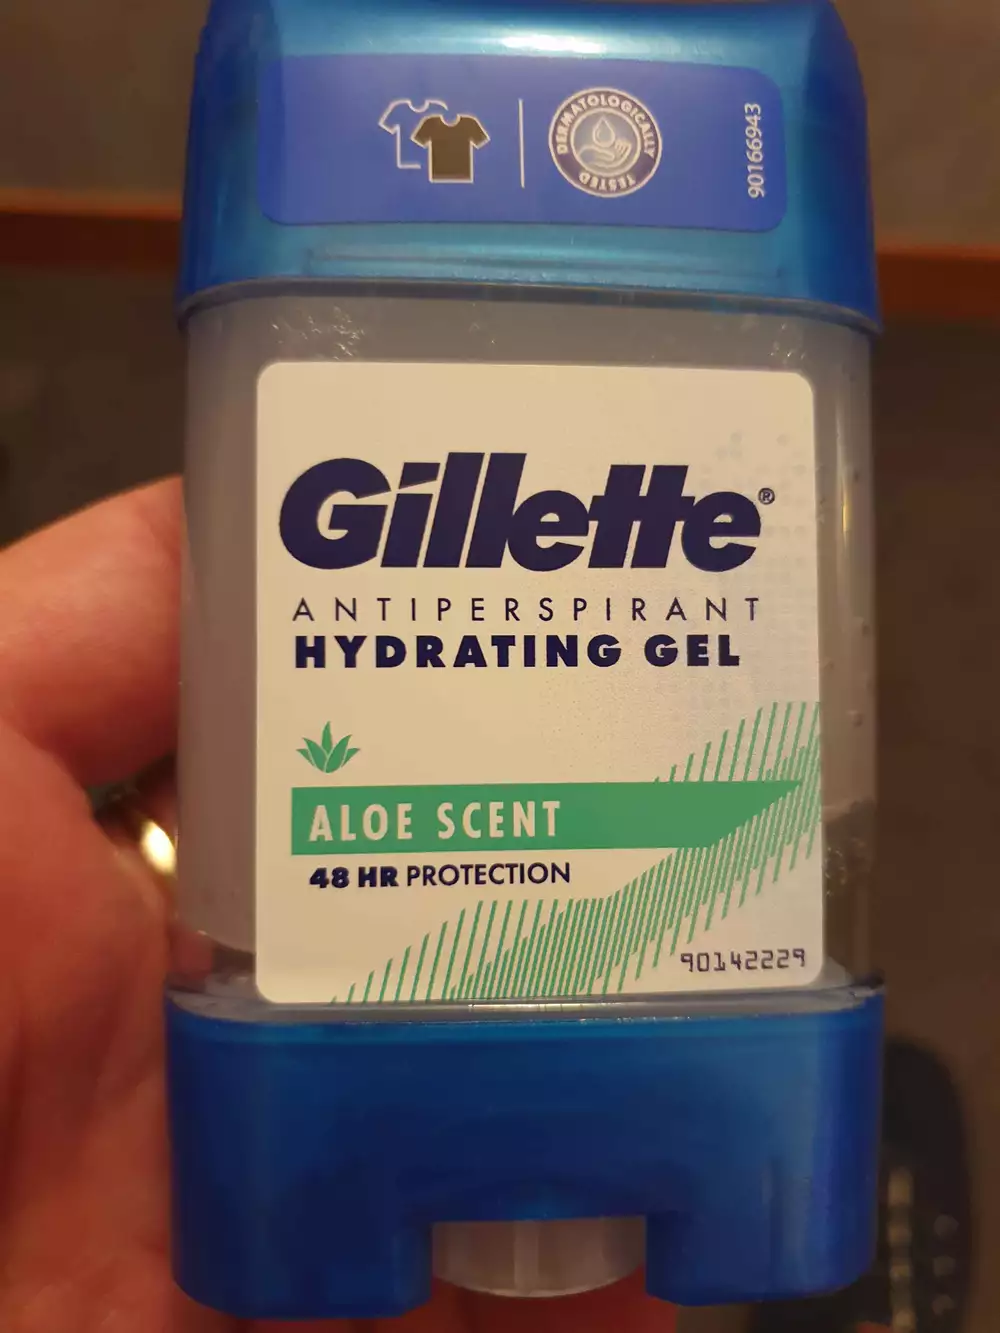 DERMATOLOGICALLY
TESTED
90166943
Gillette®
ANTIPERSPIRANT
HYDRATING GEL
ALOE SCENT
48 HR PROTECTION
90142229